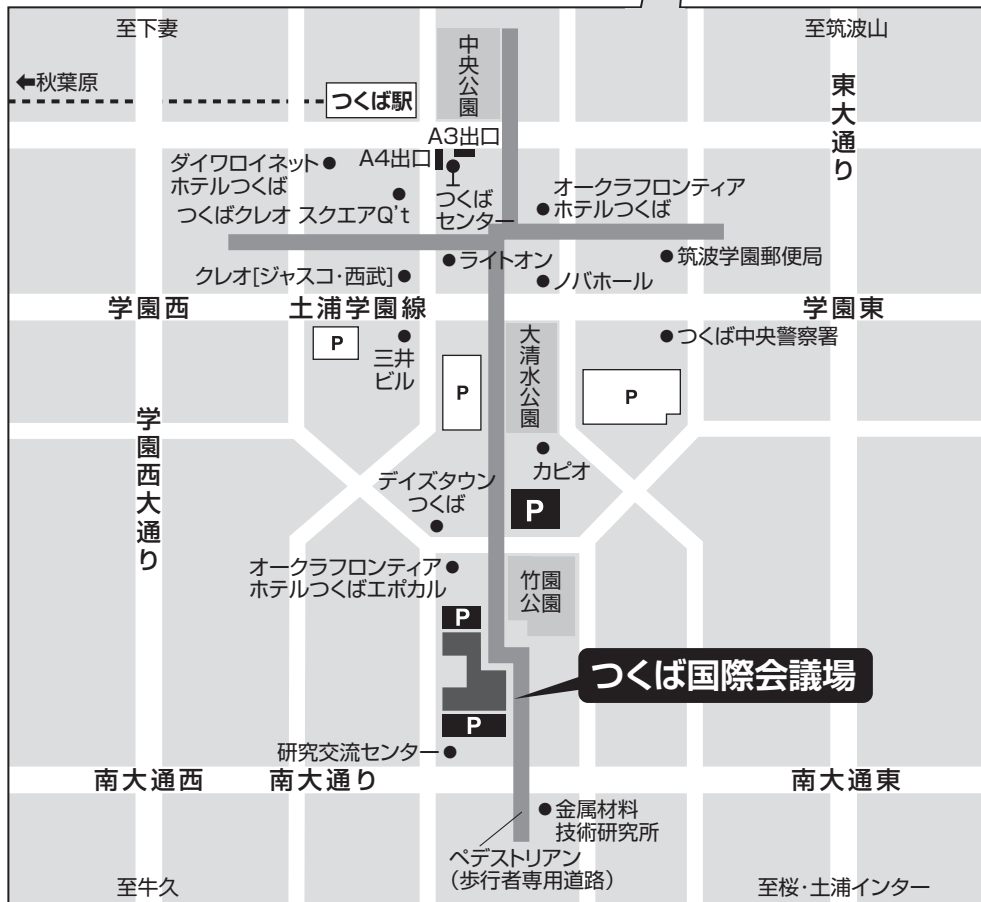 至下妻
至筑波山
中央公園
←秋葉原
つくば駅
東大通り
A3出口
A4出口
ダイワロイネット
ホテルつくば
つくばクレオ スクエアQ't
つくば
センター
オークラフロンティア
ホテルつくば
ライトオン
筑波学園郵便局
クレオ[ジャスコ・西武]
ノバホール
学園西
土浦学園線
学園東
P
三井
ビル
P
大清水公園
つくば中央警察署
P
学園西大通り
カピオ
デイズタウン
つくば
P
オークラフロンティア
ホテルつくばエポカル
竹園
公園
P
つくば国際会議場
P
研究交流センター
南大通西
南大通り
南大通東
金属材料
技術研究所
ペデストリアン
(歩行者専用道路)
至牛久
至桜・土浦インター